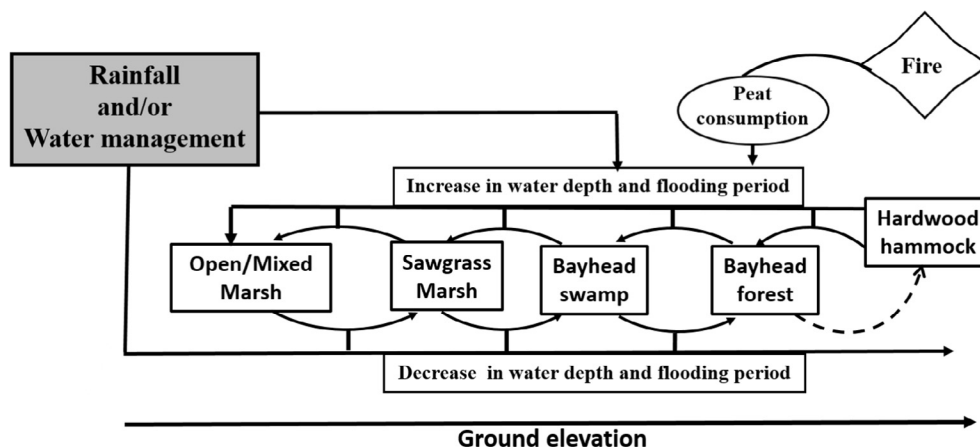 Rainfall
and/or
Water management
Fire
Peat
consumption
Increase in water depth and flooding period
Hardwood
hammock
Open/Mixed
Marsh
Sawgrass
Marsh
Bayhead
swamp
Bayhead
forest
Decrease in water depth and flooding period
Ground elevation